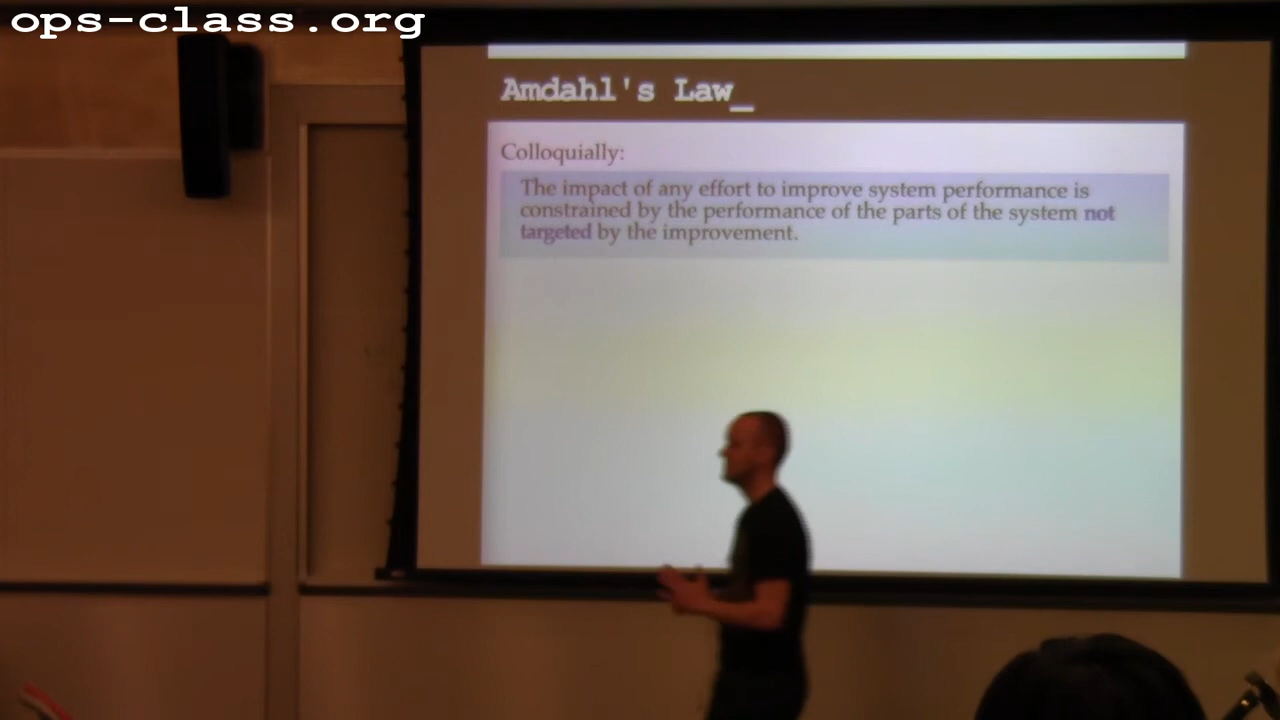 ops-class.org
Amdahl's Law_
Colloquially:
The impact of any effort to improve system performance is
constrained by the performance of the parts of the system not
targeted by the improvement.